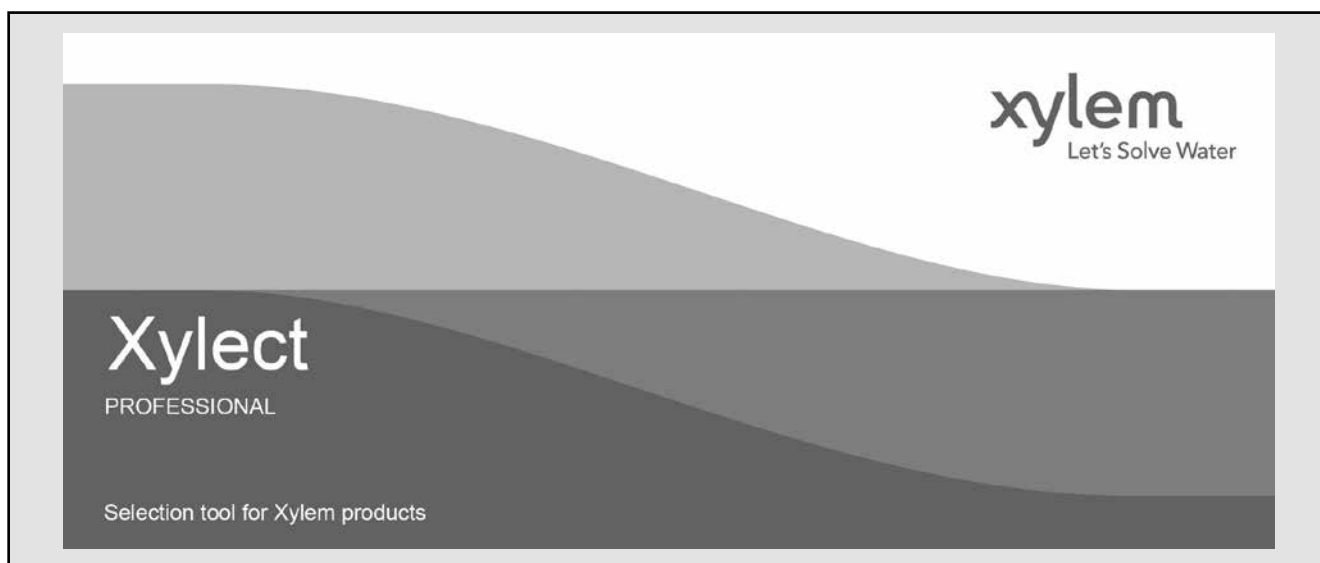 xylem
Let's Solve Water
Xylect
PROFESSIONAL
Selection tool for Xylem products